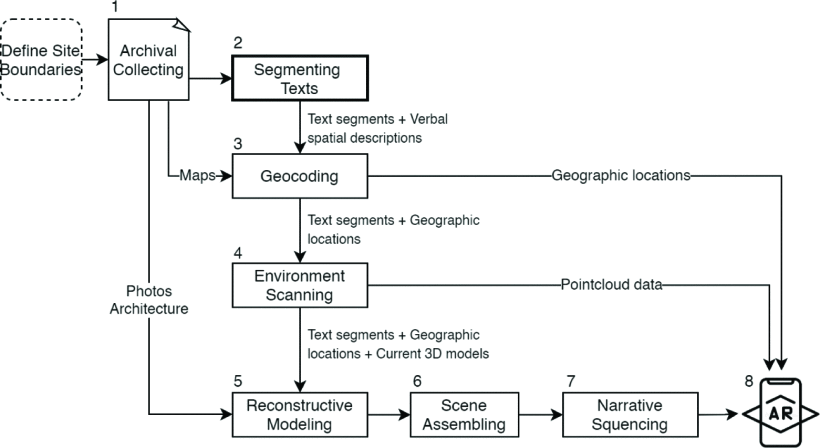 1
Define Site
Boundaries
Archival
Collecting
2
Segmenting
Texts
Text segments + Verbal
spatial descriptions
3
Maps
Geocoding
Geographic locations
Text segments + Geographic
locations
4
Environment
Scanning
Pointcloud data
Photos
Architecture
Text segments + Geographic
locations + Current 3D models
5
Reconstructive
Modeling
6
Scene
Assembling
7
Narrative
Squencing
8
AR